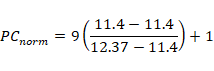 PC_norm = 9 ( (11.4 − 11.4) / (12.37 − 11.4) ) + 1